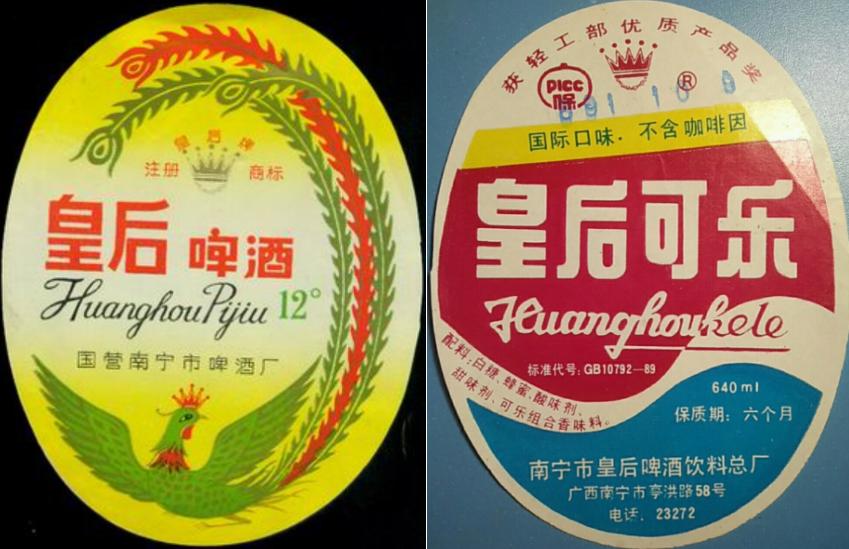 皇后牌
注册 商标
皇后 啤酒
Huanghou Pijiu 12°
国营南宁市啤酒厂
获轻工部优质产品奖
PICC
保
®
国际口味·不含咖啡因
皇后可乐
Huanghoukele
标准代号:GB10792—89
配料:白糖、蜂蜜、酸味剂、
甜味剂、可乐组合香味料。
640ml
保质期:六个月
南宁市皇后啤酒饮料总厂
广西南宁市亭洪路58号
电话:23272